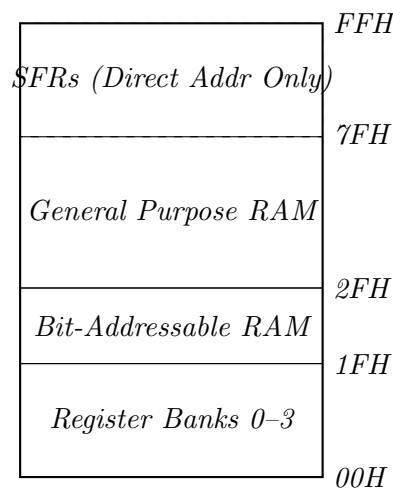 FFH
SFRs (Direct Addr Only)
7FH
General Purpose RAM
2FH
Bit-Addressable RAM
1FH
Register Banks 0–3
00H